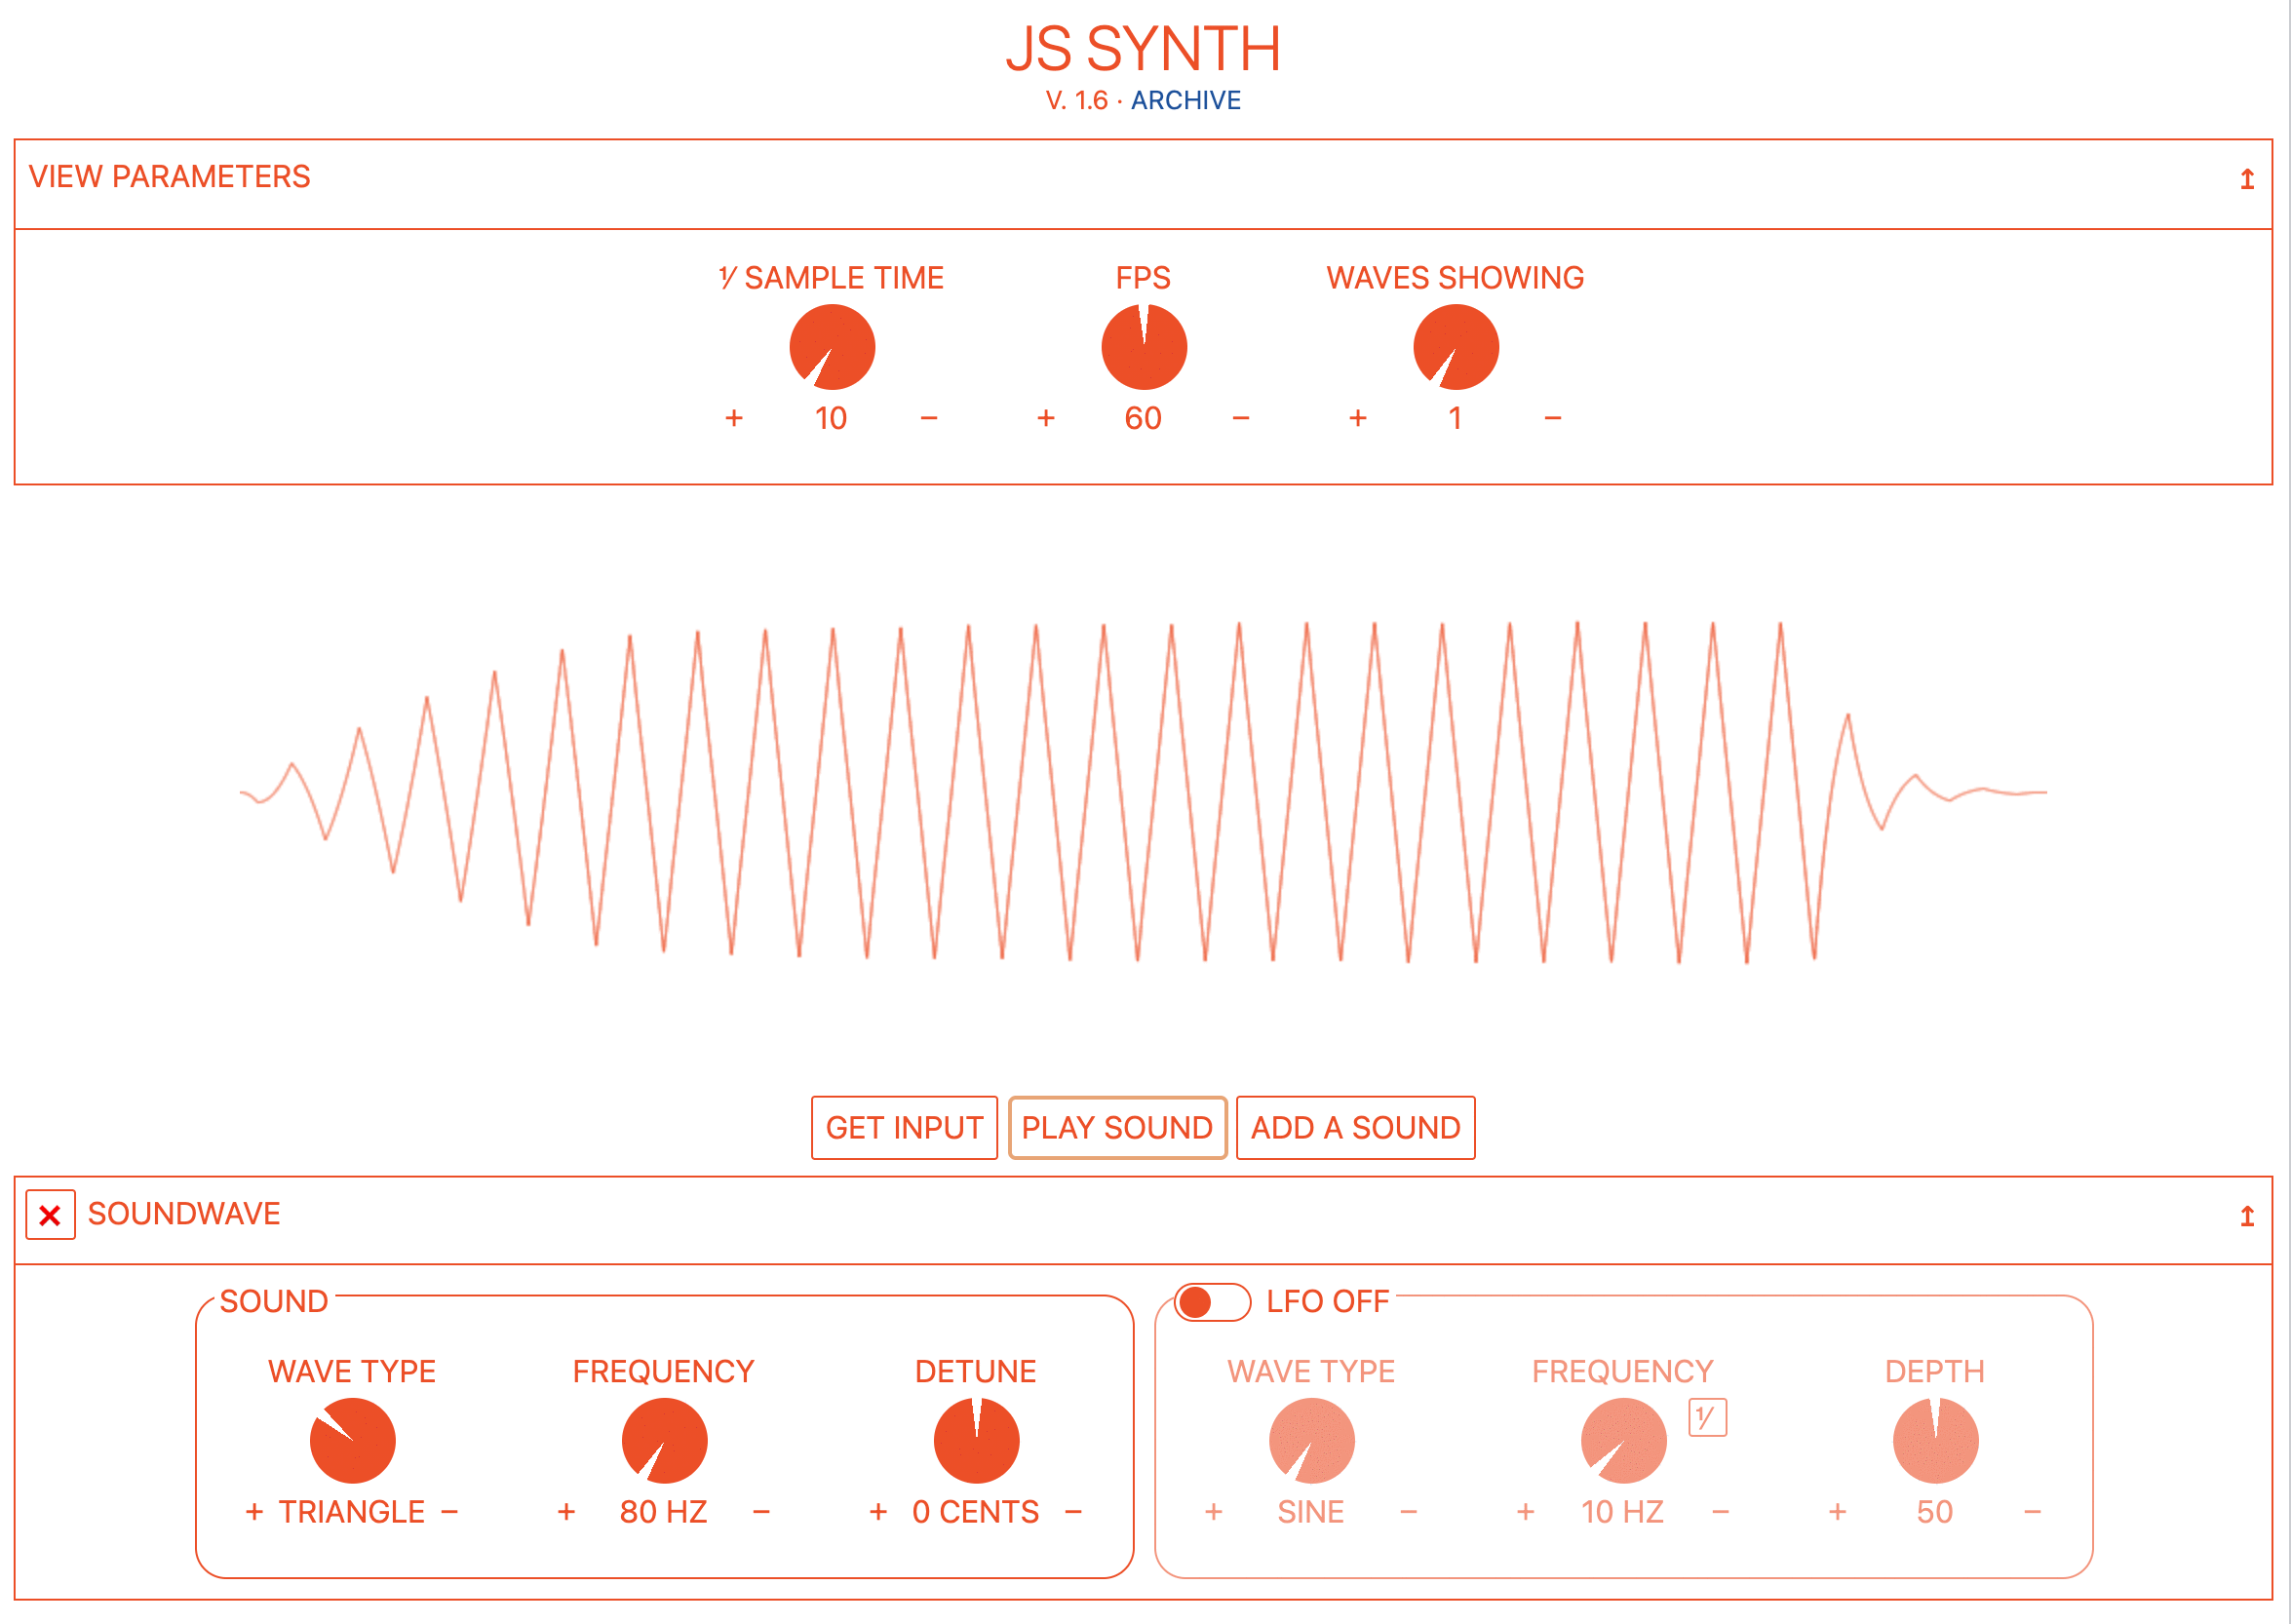 JS SYNTH
V. 1.6 · ARCHIVE
VIEW PARAMETERS ↥
⅟ SAMPLE TIME FPS WAVES SHOWING
+ 10 − + 60 − + 1 −
GET INPUT PLAY SOUND ADD A SOUND
× SOUNDWAVE ↥
SOUND LFO OFF
WAVE TYPE FREQUENCY DETUNE WAVE TYPE FREQUENCY ⅟ DEPTH
+ TRIANGLE − + 80 HZ − + 0 CENTS − + SINE − + 10 HZ − + 50 −